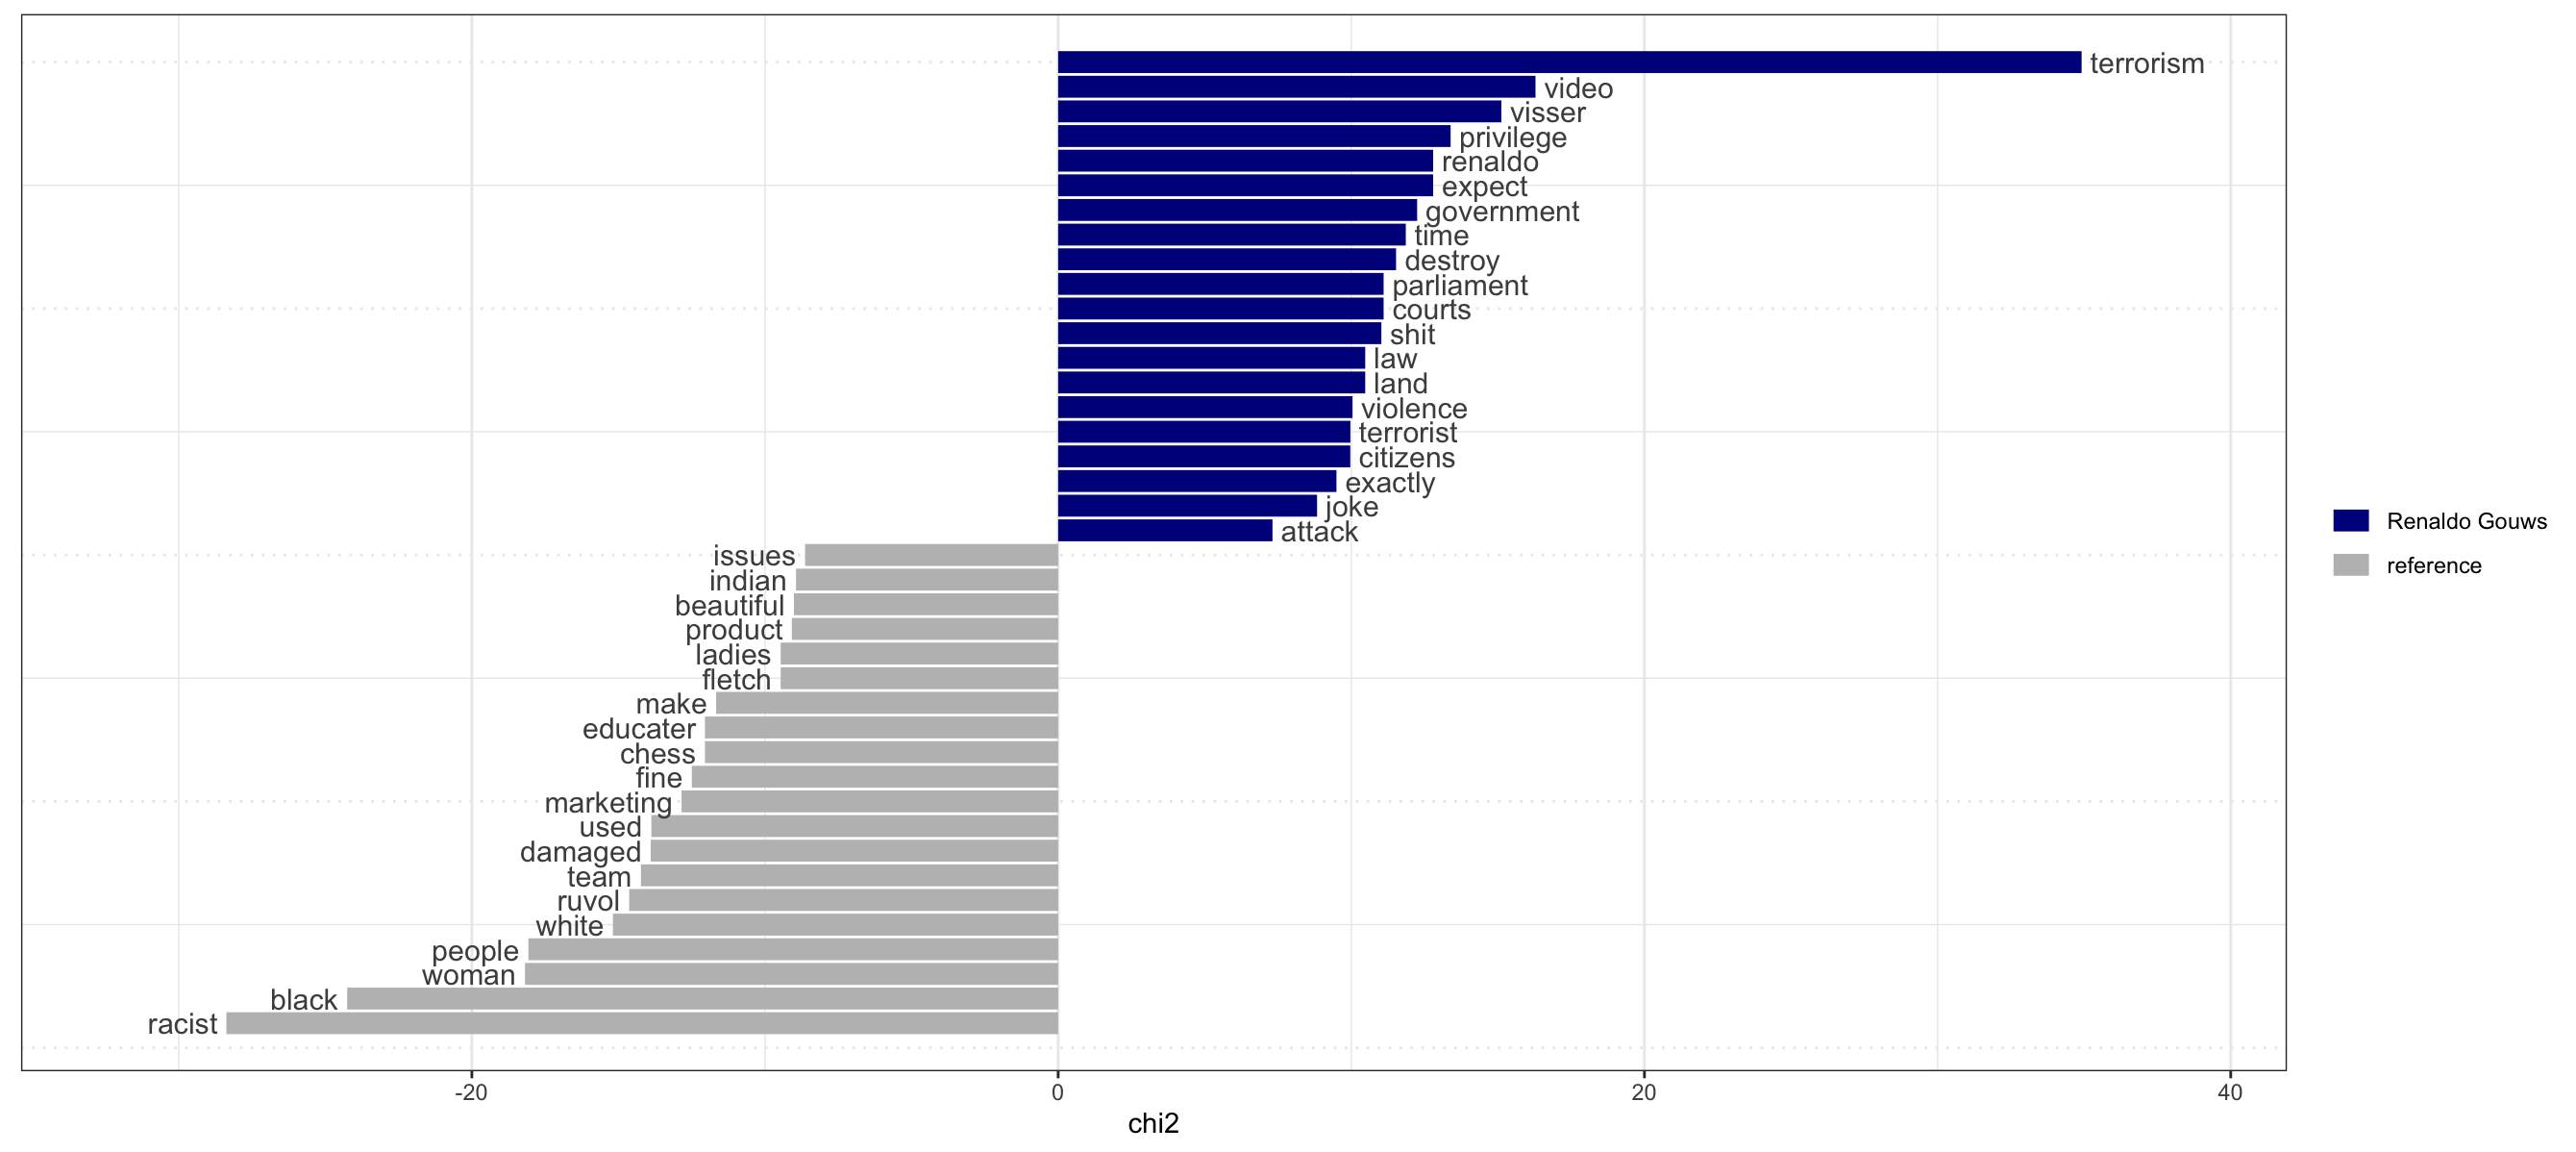 terrorism
video
visser
privilege
renaldo
expect
government
time
destroy
parliament
courts
shit
law
land
violence
terrorist
citizens
exactly
joke
attack
issues
indian
beautiful
product
ladies
fletch
make
educater
chess
fine
marketing
used
damaged
team
ruvol
white
people
woman
black
racist
-20 0 20 40
chi2
Renaldo Gouws
reference